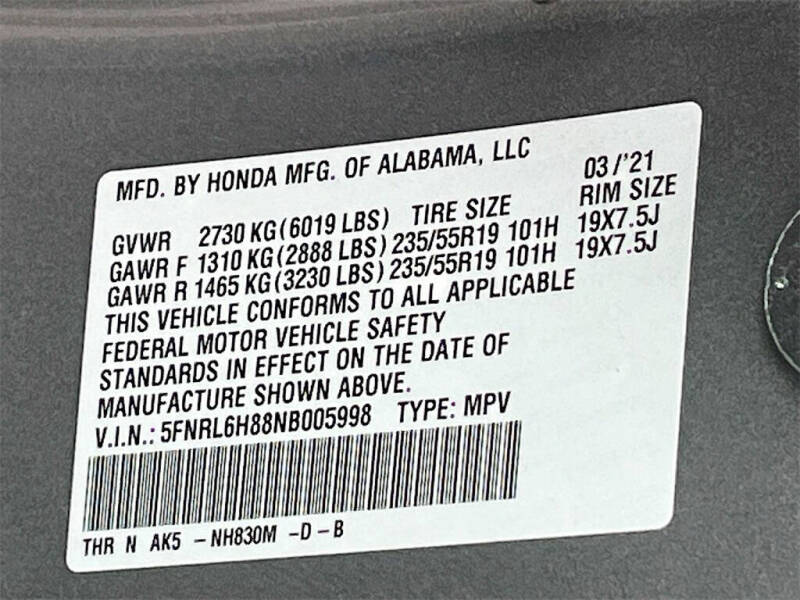 MFD. BY HONDA MFG. OF ALABAMA, LLC 03/'21
GVWR 2730 KG(6019 LBS) TIRE SIZE RIM SIZE
GAWR F 1310 KG(2888 LBS) 235/55R19 101H 19X7.5J
GAWR R 1465 KG(3230 LBS) 235/55R19 101H 19X7.5J
THIS VEHICLE CONFORMS TO ALL APPLICABLE
FEDERAL MOTOR VEHICLE SAFETY
STANDARDS IN EFFECT ON THE DATE OF
MANUFACTURE SHOWN ABOVE.
V.I.N.: 5FNRL6H88NB005998 TYPE: MPV
THR N AK5 -NH830M -D-B